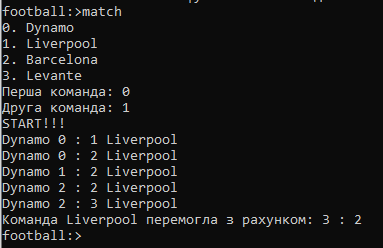 football:>match
0. Dynamo
1. Liverpool
2. Barcelona
3. Levante
Перша команда: 0
Друга команда: 1
START!!!
Dynamo 0 : 1 Liverpool
Dynamo 0 : 2 Liverpool
Dynamo 1 : 2 Liverpool
Dynamo 2 : 2 Liverpool
Dynamo 2 : 3 Liverpool
Команда Liverpool перемогла з рахунком: 3 : 2
football:>